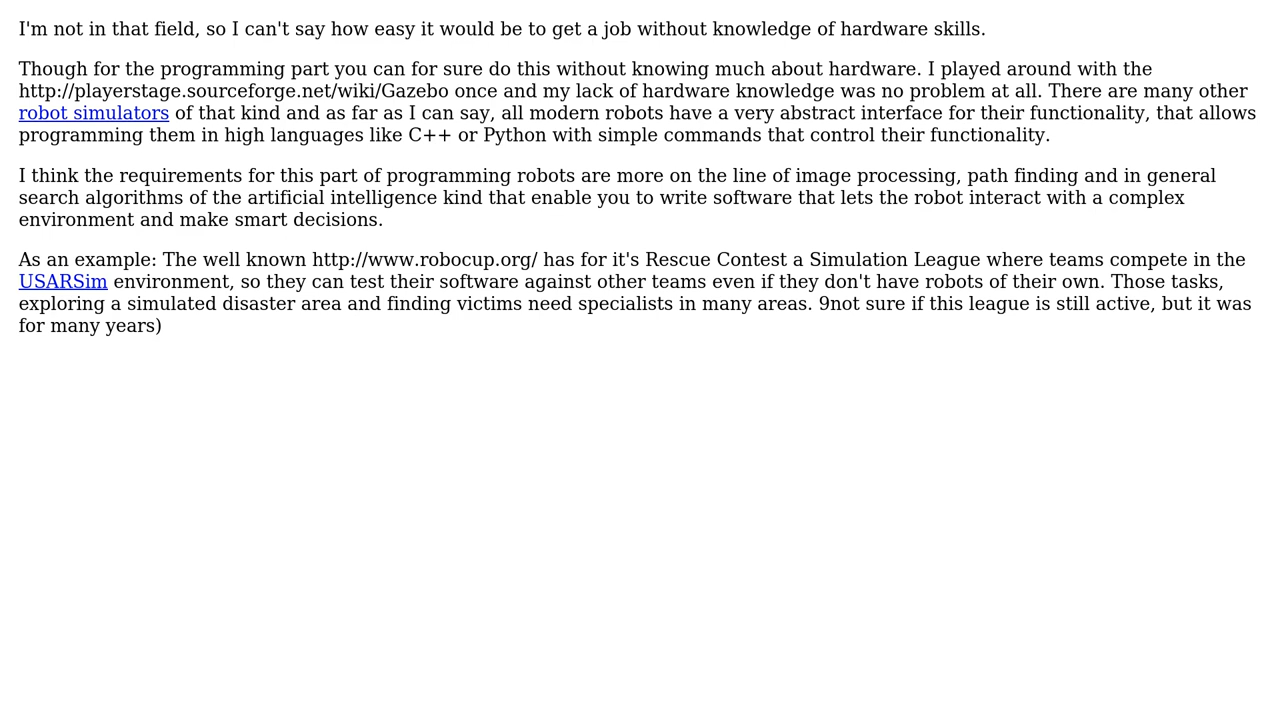 I'm not in that field, so I can't say how easy it would be to get a job without knowledge of hardware skills.
Though for the programming part you can for sure do this without knowing much about hardware. I played around with the
http://playerstage.sourceforge.net/wiki/Gazebo once and my lack of hardware knowledge was no problem at all. There are many other
robot simulators of that kind and as far as I can say, all modern robots have a very abstract interface for their functionality, that allows
programming them in high languages like C++ or Python with simple commands that control their functionality.
I think the requirements for this part of programming robots are more on the line of image processing, path finding and in general
search algorithms of the artificial intelligence kind that enable you to write software that lets the robot interact with a complex
environment and make smart decisions.
As an example: The well known http://www.robocup.org/ has for it's Rescue Contest a Simulation League where teams compete in the
USARSim environment, so they can test their software against other teams even if they don't have robots of their own. Those tasks,
exploring a simulated disaster area and finding victims need specialists in many areas. 9not sure if this league is still active, but it was
for many years)